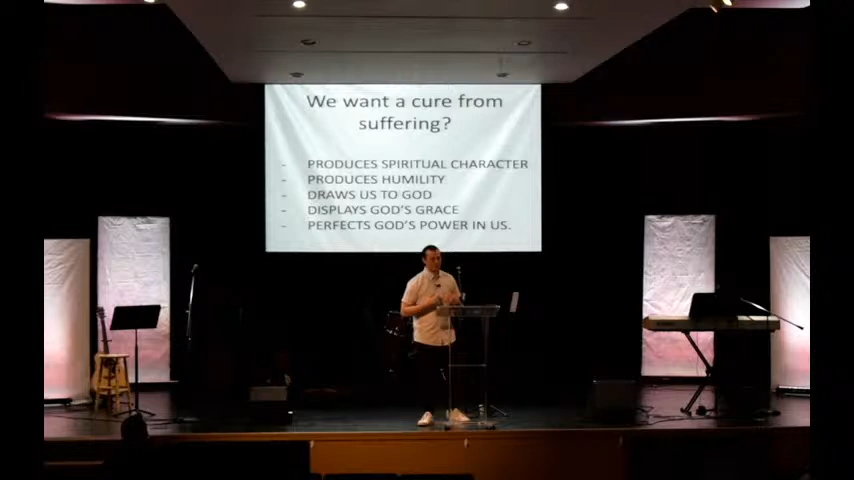 We want a cure from
suffering?
- PRODUCES SPIRITUAL CHARACTER
- PRODUCES HUMILITY
- DRAWS US TO GOD
- DISPLAYS GOD'S GRACE
- PERFECTS GOD'S POWER IN US.